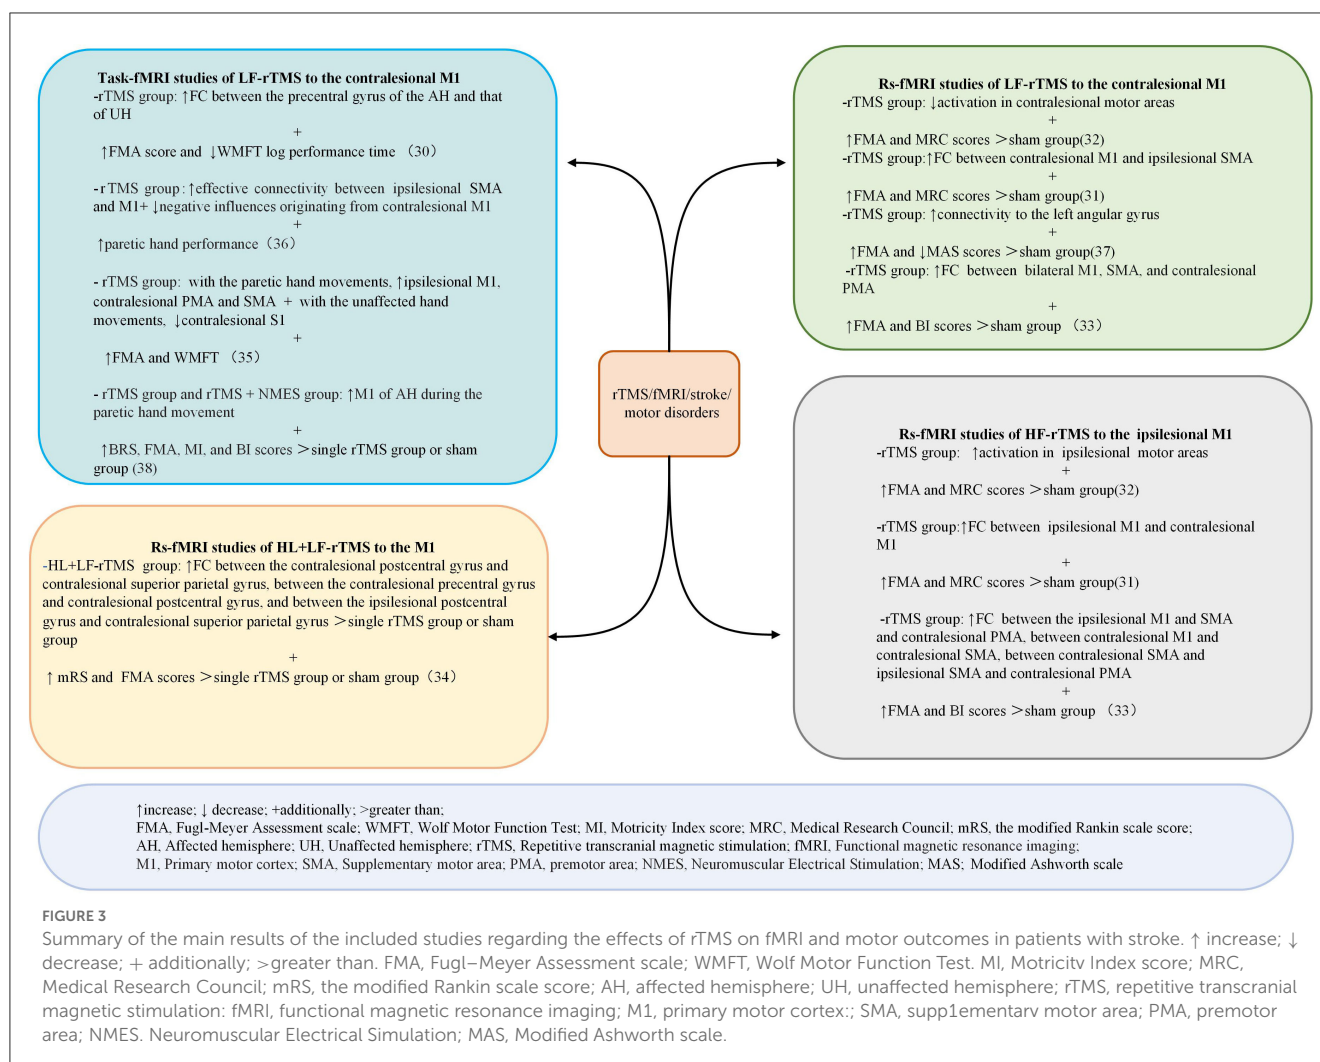 Task-fMRI studies of LF-rTMS to the contralesional M1
-rTMS group: ↑FC between the precentral gyrus of the AH and that
of UH
+
↑FMA score and ↓WMFT log performance time （30）
- rTMS group: ↑effective connectivity between ipsilesional SMA
and M1+ ↓negative influences originating from contralesional M1
+
↑paretic hand performance（36）
- rTMS group: with the paretic hand movements, ↑ipsilesional M1,
contralesional PMA and SMA + with the unaffected hand
movements, ↓contralesional S1
+
↑FMA and WMFT （35）
- rTMS group and rTMS + NMES group: ↑M1 of AH during the
paretic hand movement
+
↑BRS, FMA, MI, and BI scores >single rTMS group or sham
group (38)
Rs-fMRI studies of LF-rTMS to the contralesional M1
-rTMS group: ↓activation in contralesional motor areas
+
↑FMA and MRC scores >sham group(32)
-rTMS group:↑FC between contralesional M1 and ipsilesional SMA
+
↑FMA and MRC scores >sham group(31)
-rTMS group: ↑connectivity to the left angular gyrus
+
↑FMA and ↓MAS scores >sham group(37)
-rTMS group: ↑FC between bilateral M1, SMA, and contralesional
PMA
+
↑FMA and BI scores >sham group （33）
rTMS/fMRI/stroke/
motor disorders
Rs-fMRI studies of HL+LF-rTMS to the M1
-HL+LF-rTMS group: ↑FC between the contralesional postcentral gyrus and
contralesional superior parietal gyrus, between the contralesional precentral gyrus
and contralesional postcentral gyrus, and between the ipsilesional postcentral
gyrus and contralesional superior parietal gyrus >single rTMS group or sham
group
+
↑ mRS and FMA scores >single rTMS group or sham group（34）
Rs-fMRI studies of HF-rTMS to the ipsilesional M1
-rTMS group: ↑activation in ipsilesional motor areas
+
↑FMA and MRC scores >sham group(32)
-rTMS group:↑FC between ipsilesional M1 and contralesional
M1
+
↑FMA and MRC scores >sham group(31)
-rTMS group: ↑FC between the ipsilesional M1 and SMA
and contralesional PMA, between contralesional M1 and
contralesional SMA, between contralesional SMA and
ipsilesional SMA and contralesional PMA
+
↑FMA and BI scores >sham group （33）
↑increase; ↓ decrease; +additionally; >greater than;
FMA, Fugl-Meyer Assessment scale; WMFT, Wolf Motor Function Test; MI, Motricity Index score; MRC, Medical Research Council; mRS, the modified Rankin scale score;
AH, Affected hemisphere; UH, Unaffected hemisphere; rTMS, Repetitive transcranial magnetic stimulation; fMRI, Functional magnetic resonance imaging;
M1, Primary motor cortex; SMA, Supplementary motor area; PMA, premotor area; NMES, Neuromuscular Electrical Stimulation; MAS; Modified Ashworth scale
FIGURE 3
Summary of the main results of the included studies regarding the effects of rTMS on fMRI and motor outcomes in patients with stroke. ↑ increase; ↓
decrease; + additionally; >greater than. FMA, Fugl–Meyer Assessment scale; WMFT, Wolf Motor Function Test. MI, Motricitv Index score; MRC,
Medical Research Council; mRS, the modified Rankin scale score; AH, affected hemisphere; UH, unaffected hemisphere; rTMS, repetitive transcranial
magnetic stimulation: fMRI, functional magnetic resonance imaging; M1, primary motor cortex:; SMA, supp1ementarv motor area; PMA, premotor
area; NMES. Neuromuscular Electrical Simulation; MAS, Modified Ashworth scale.